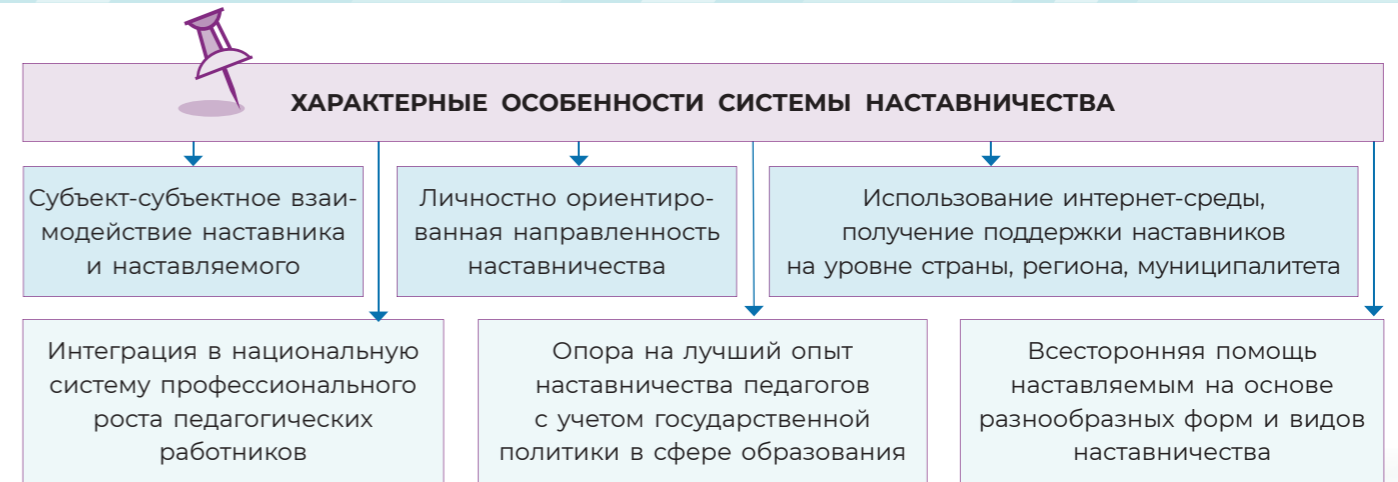 ХАРАКТЕРНЫЕ ОСОБЕННОСТИ СИСТЕМЫ НАСТАВНИЧЕСТВА
Субъект-субъектное взаи-
модействие наставника
и наставляемого
Личностно ориентиро-
ванная направленность
наставничества
Использование интернет-среды,
получение поддержки наставников
на уровне страны, региона, муниципалитета
Интеграция в национальную
систему профессионального
роста педагогических
работников
Опора на лучший опыт
наставничества педагогов
с учетом государственной
политики в сфере образования
Всесторонняя помощь
наставляемым на основе
разнообразных форм и видов
наставничества